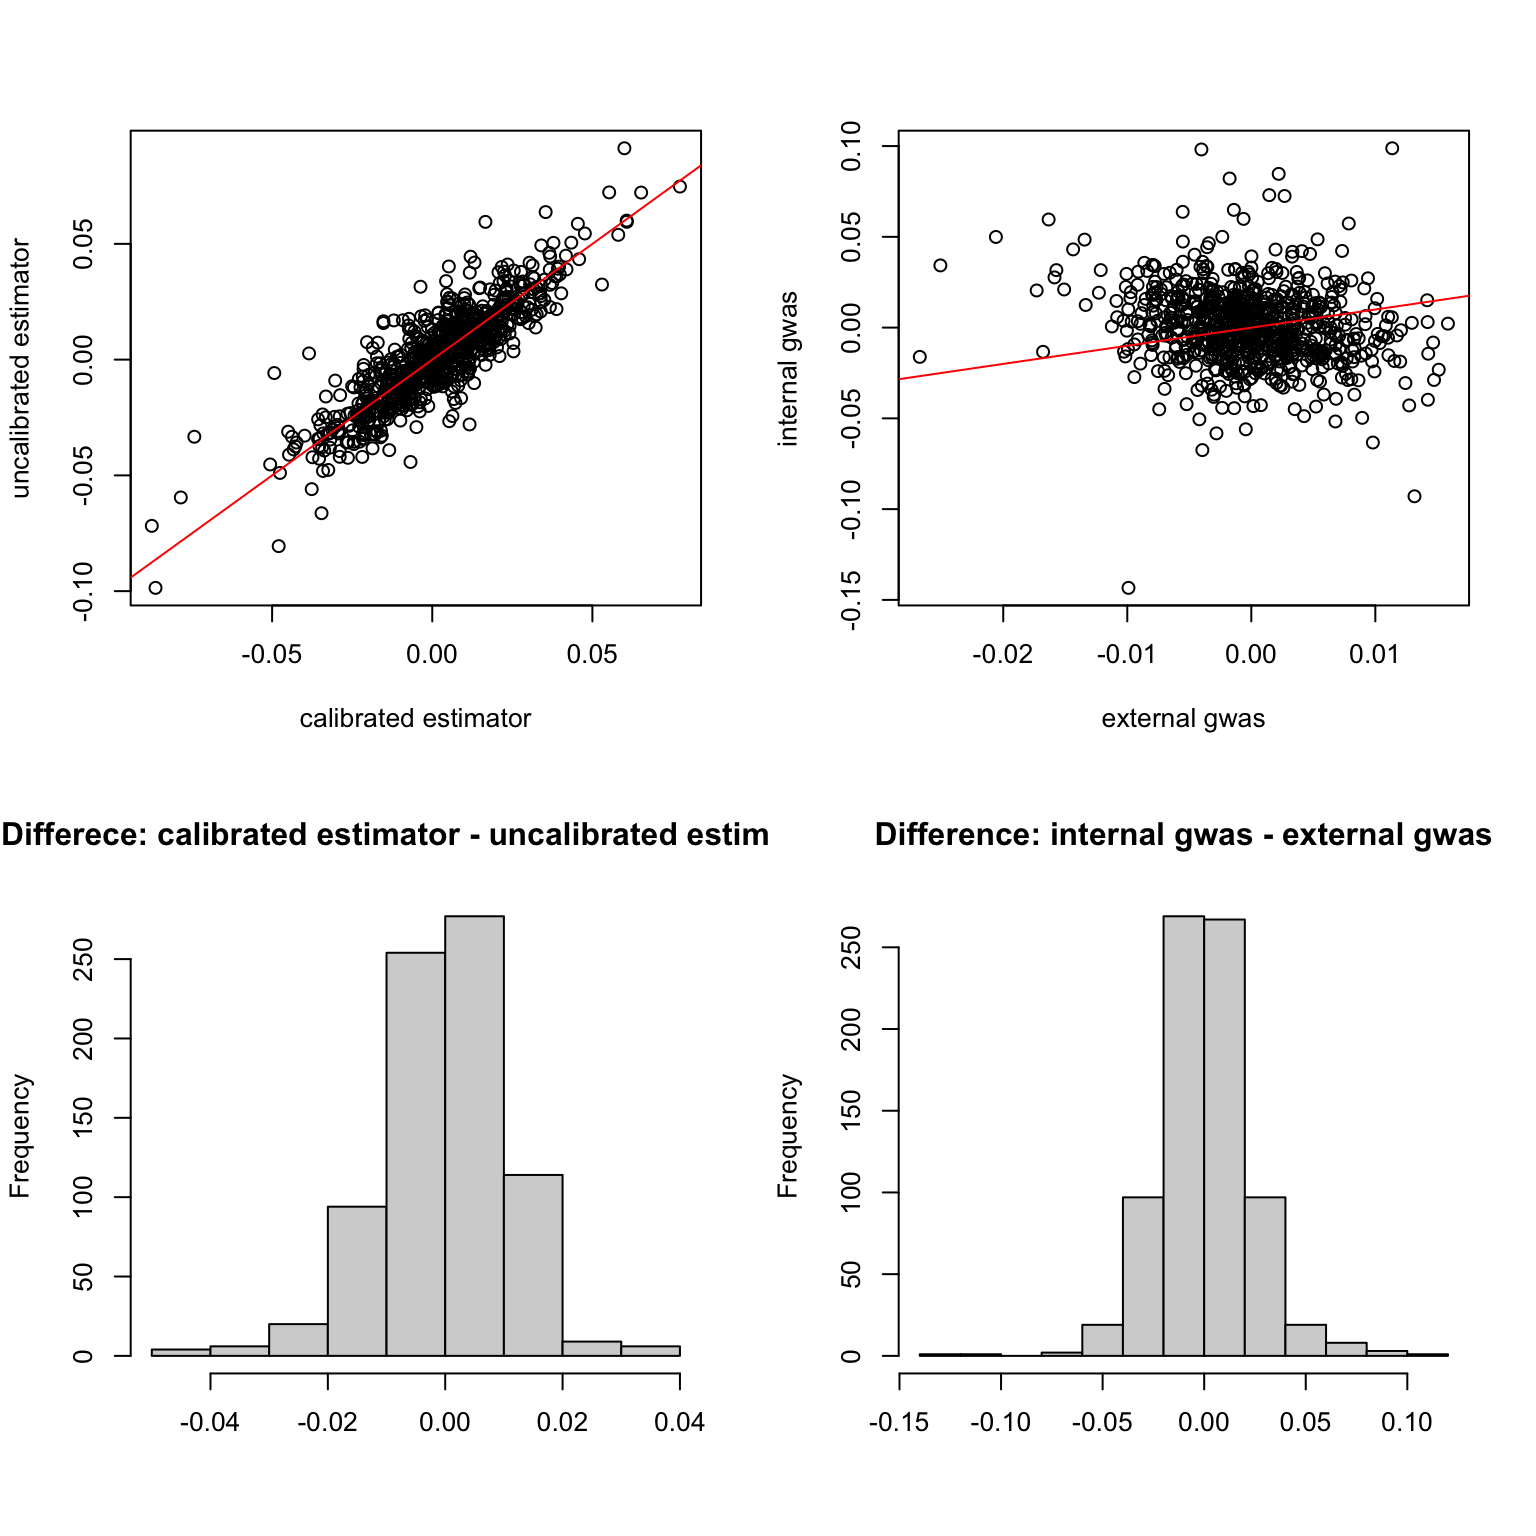 uncalibrated estimator
-0.10 -0.05 0.00 0.05
-0.05 0.00 0.05
calibrated estimator
internal gwas
-0.15 -0.10 -0.05 0.00 0.05 0.10
-0.02 -0.01 0.00 0.01
external gwas
Differece: calibrated estimator - uncalibrated estim
Frequency
0 50 100 150 200 250
-0.04 -0.02 0.00 0.02 0.04
Difference: internal gwas - external gwas
Frequency
0 50 100 150 200 250
-0.15 -0.10 -0.05 0.00 0.05 0.10